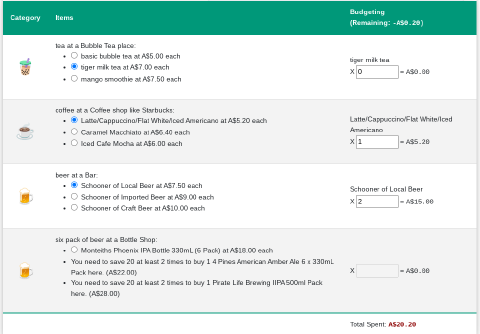 Category Items Budgeting
(Remaining: -A$0.20)
tea at a Bubble Tea place:
basic bubble tea at A$5.00 each
tiger milk tea at A$7.00 each
mango smoothie at A$7.50 each
tiger milk tea
X 0 = A$0.00
coffee at a Coffee shop like Starbucks:
Latte/Cappuccino/Flat White/Iced Americano at A$5.20 each
Caramel Macchiato at A$6.40 each
Iced Cafe Mocha at A$6.00 each
Latte/Cappuccino/Flat White/Iced
Americano
X 1 = A$5.20
beer at a Bar:
Schooner of Local Beer at A$7.50 each
Schooner of Imported Beer at A$9.00 each
Schooner of Craft Beer at A$10.00 each
Schooner of Local Beer
X 2 = A$15.00
six pack of beer at a Bottle Shop:
Monteiths Phoenix IPA Bottle 330mL (6 Pack) at A$18.00 each
You need to save 20 at least 2 times to buy 1 4 Pines American Amber Ale 6 x 330mL
Pack here. (A$22.00)
You need to save 20 at least 2 times to buy 1 Pirate Life Brewing IIPA 500ml Pack
here. (A$28.00)
X = A$0.00
Total Spent: A$20.20